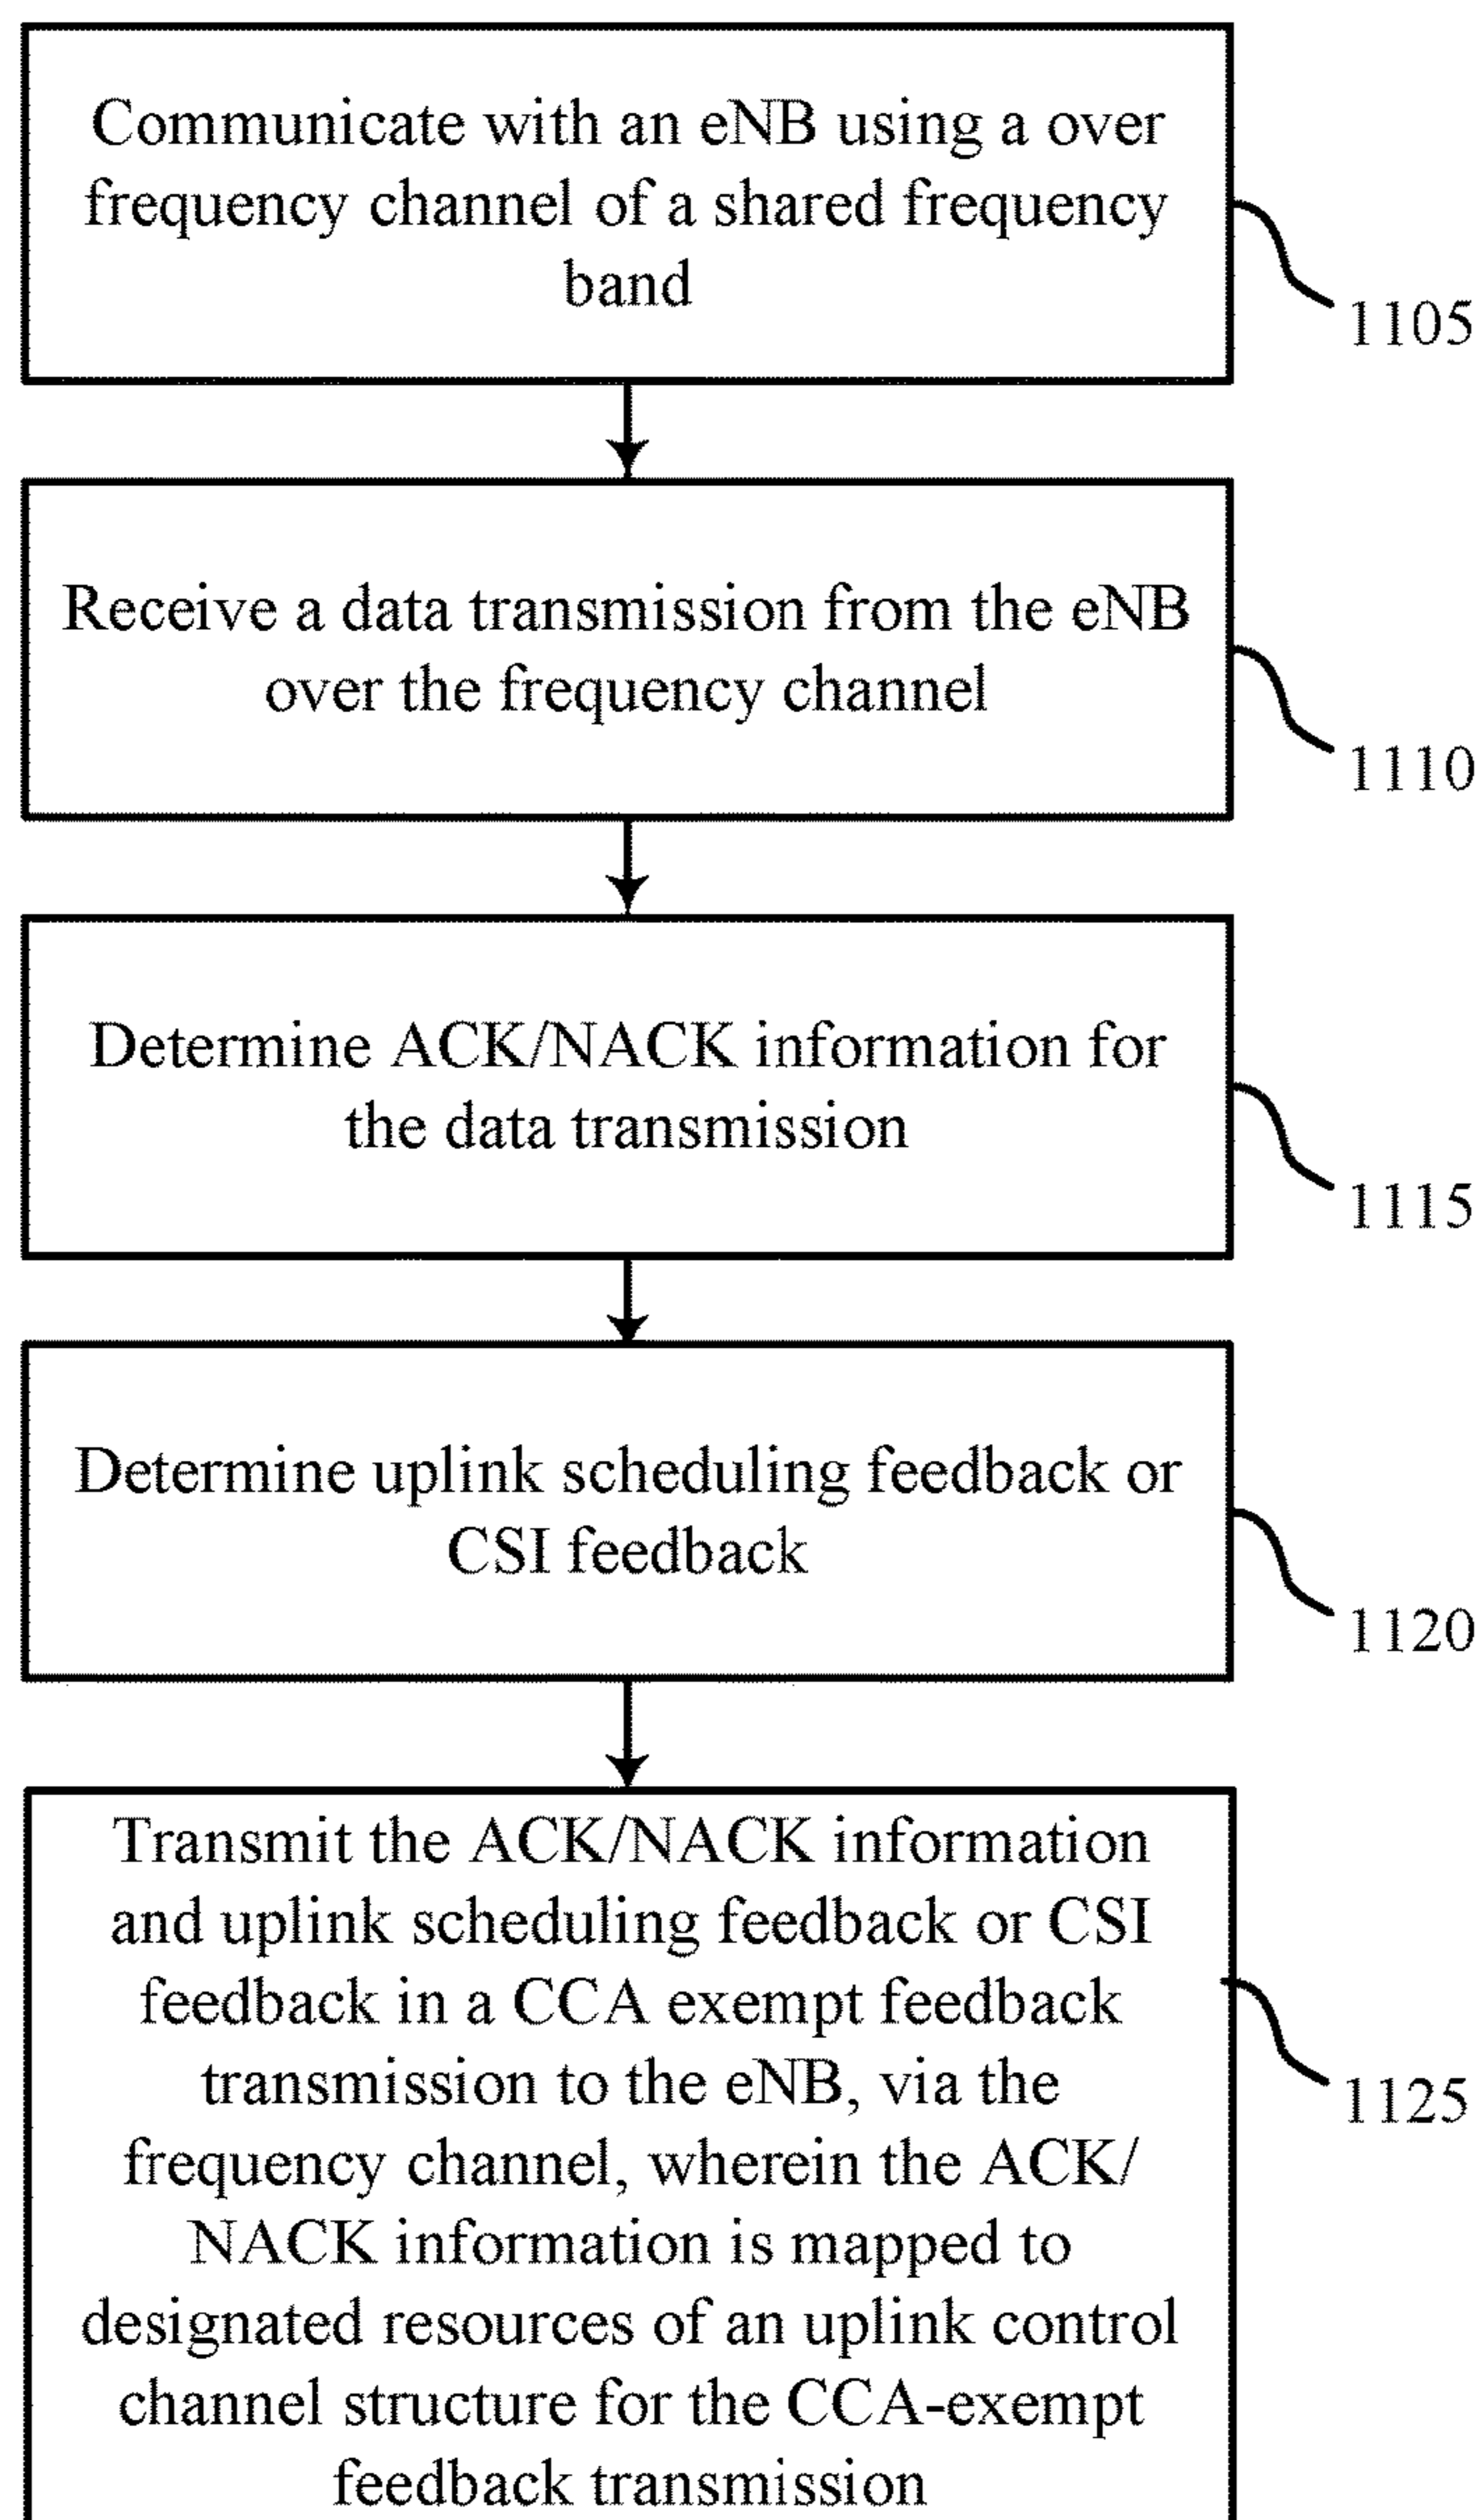 Communicate with an eNB using a over
frequency channel of a shared frequency
band
1105
Receive a data transmission from the eNB
over the frequency channel
1110
Determine ACK/NACK information for
the data transmission
1115
Determine uplink scheduling feedback or
CSI feedback
1120
Transmit the ACK/NACK information
and uplink scheduling feedback or CSI
feedback in a CCA exempt feedback
transmission to the eNB, via the
frequency channel, wherein the ACK/
NACK information is mapped to
designated resources of an uplink control
channel structure for the CCA-exempt
feedback transmission
1125